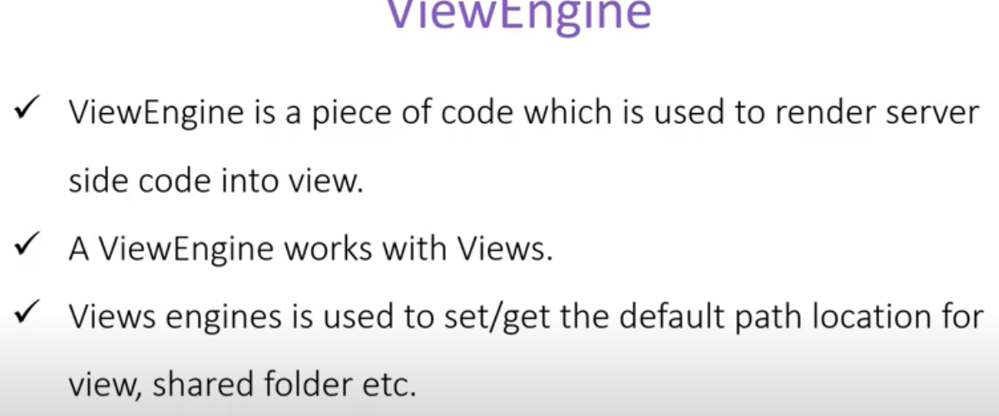 ViewEngine
✓ ViewEngine is a piece of code which is used to render server
side code into view.
✓ A ViewEngine works with Views.
✓ Views engines is used to set/get the default path location for
view, shared folder etc.